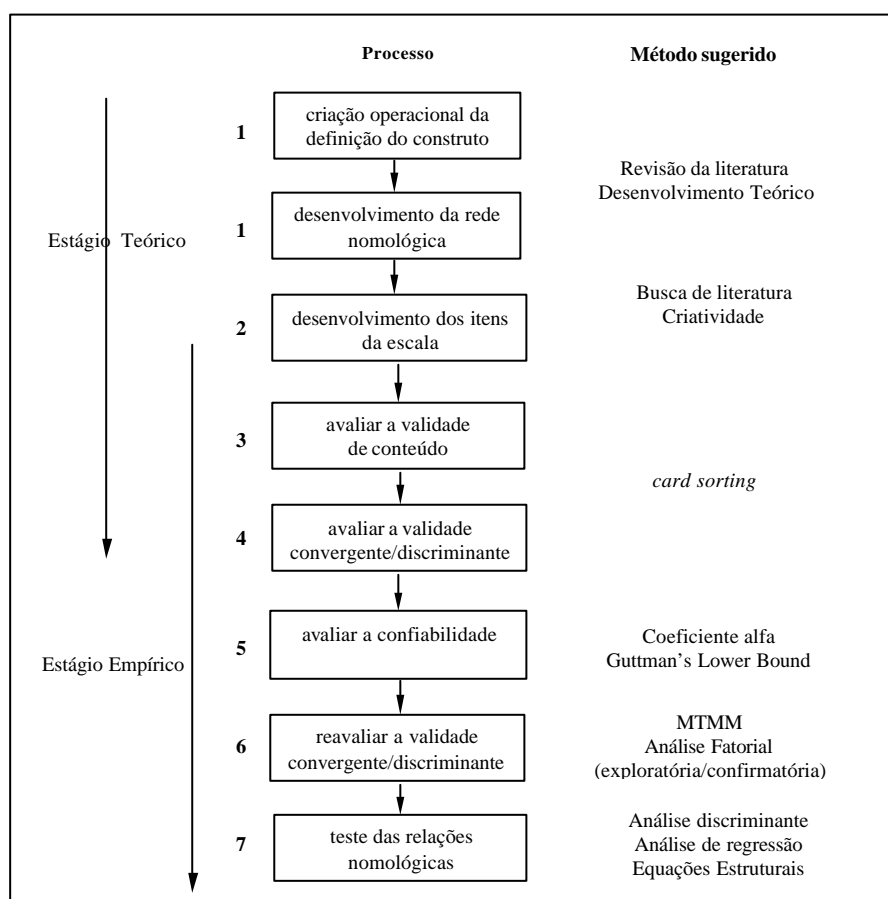 Processo
Método sugerido
1
criação operacional da
definição do construto
Revisão da literatura
Desenvolvimento Teórico
Estágio Teórico
1
desenvolvimento da rede
nomológica
Busca de literatura
Criatividade
2
desenvolvimento dos itens
da escala
3
avaliar a validade
de conteúdo
card sorting
4
avaliar a validade
convergente/discriminante
Estágio Empírico
5
avaliar a confiabilidade
Coeficiente alfa
Guttman's Lower Bound
6
reavaliar a validade
convergente/discriminante
MTMM
Análise Fatorial
(exploratória/confirmatória)
7
teste das relações
nomológicas
Análise discriminante
Análise de regressão
Equações Estruturais